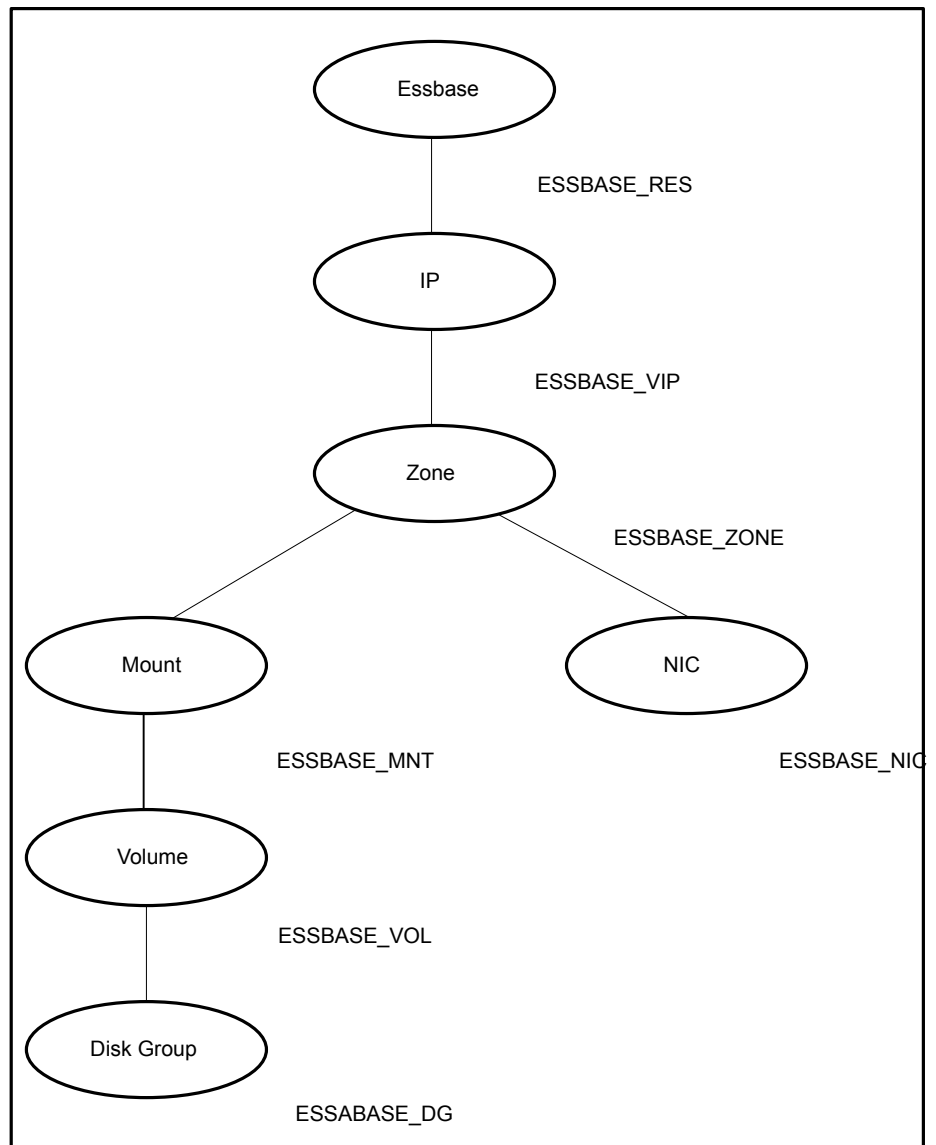 Essbase
ESSBASE_RES
IP
ESSBASE_VIP
Zone
ESSBASE_ZONE
Mount
NIC
ESSBASE_MNT
ESSBASE_NIC
Volume
ESSBASE_VOL
Disk Group
ESSABASE_DG